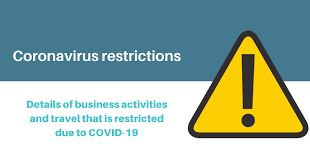 Coronavirus restrictions
Details of business activities
and travel that is restricted
due to COVID-19